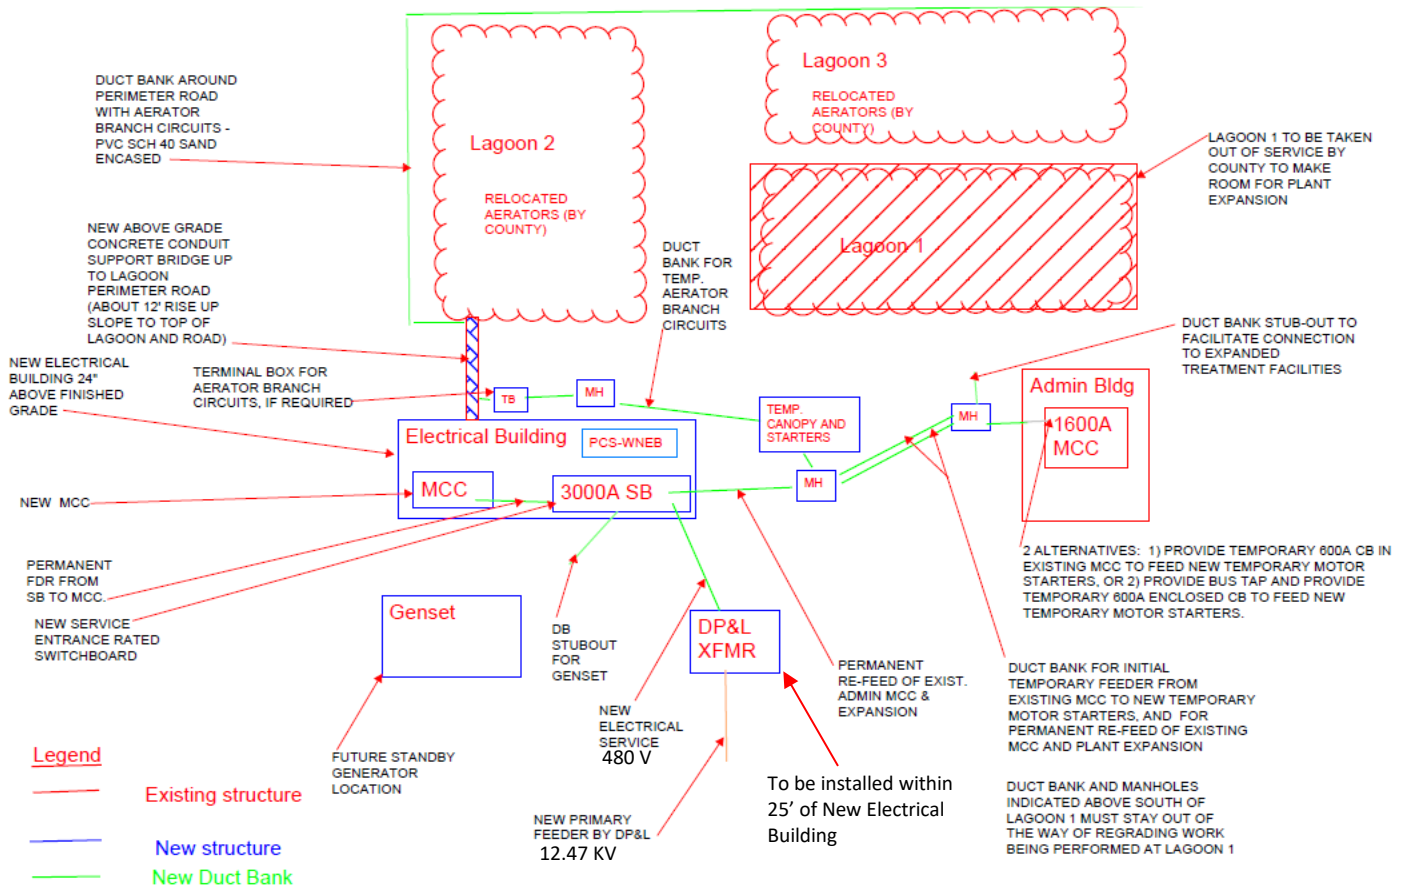 DUCT BANK AROUND
PERIMETER ROAD
WITH AERATOR
BRANCH CIRCUITS -
PVC SCH 40 SAND
ENCASED
Lagoon 2
RELOCATED
AERATORS (BY
COUNTY)
Lagoon 3
RELOCATED
AERATORS (BY
COUNTY)
LAGOON 1 TO BE TAKEN
OUT OF SERVICE BY
COUNTY TO MAKE
ROOM FOR PLANT
EXPANSION
Lagoon 1
NEW ABOVE GRADE
CONCRETE CONDUIT
SUPPORT BRIDGE UP
TO LAGOON
PERIMETER ROAD
(ABOUT 12' RISE UP
SLOPE TO TOP OF
LAGOON AND ROAD)
DUCT
BANK FOR
TEMP.
AERATOR
BRANCH
CIRCUITS
DUCT BANK STUB-OUT TO
FACILITATE CONNECTION
TO EXPANDED
TREATMENT FACILITIES
NEW ELECTRICAL
BUILDING 24"
ABOVE FINISHED
GRADE
TERMINAL BOX FOR
AERATOR BRANCH
CIRCUITS, IF REQUIRED
TB
MH
TEMP.
CANOPY AND
STARTERS
MH
MH
Admin Bldg
1600A
MCC
Electrical Building
PCS-WNEB
MCC
3000A SB
NEW MCC
PERMANENT
FDR FROM
SB TO MCC.
NEW SERVICE
ENTRANCE RATED
SWITCHBOARD
Genset
DB
STUBOUT
FOR
GENSET
DP&L
XFMR
2 ALTERNATIVES: 1) PROVIDE TEMPORARY 600A CB IN
EXISTING MCC TO FEED NEW TEMPORARY MOTOR
STARTERS, OR 2) PROVIDE BUS TAP AND PROVIDE
TEMPORARY 600A ENCLOSED CB TO FEED NEW
TEMPORARY MOTOR STARTERS.
PERMANENT
RE-FEED OF EXIST.
ADMIN MCC &
EXPANSION
DUCT BANK FOR INITIAL
TEMPORARY FEEDER FROM
EXISTING MCC TO NEW TEMPORARY
MOTOR STARTERS, AND FOR
PERMANENT RE-FEED OF EXISTING
MCC AND PLANT EXPANSION
NEW
ELECTRICAL
SERVICE
480 V
FUTURE STANDBY
GENERATOR
LOCATION
To be installed within
25' of New Electrical
Building
DUCT BANK AND MANHOLES
INDICATED ABOVE SOUTH OF
LAGOON 1 MUST STAY OUT OF
THE WAY OF REGRADING WORK
BEING PERFORMED AT LAGOON 1
NEW PRIMARY
FEEDER BY DP&L
12.47 KV
Legend
Existing structure
New structure
New Duct Bank